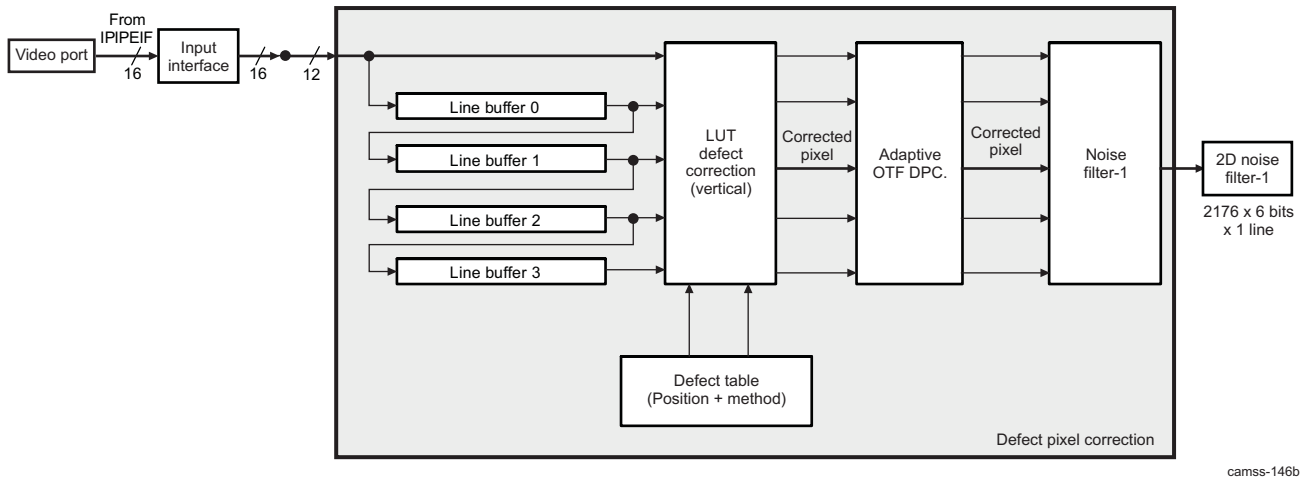 From
IPIPEIF
Video port
16
Input
interface
16
12
Line buffer 0
Line buffer 1
Line buffer 2
Line buffer 3
LUT
defect
correction
(vertical)
Corrected
pixel
Adaptive
OTF DPC.
Corrected
pixel
Noise
filter-1
2D noise
filter-1
2176 x 6 bits
x 1 line
Defect table
(Position + method)
Defect pixel correction
camss-146b